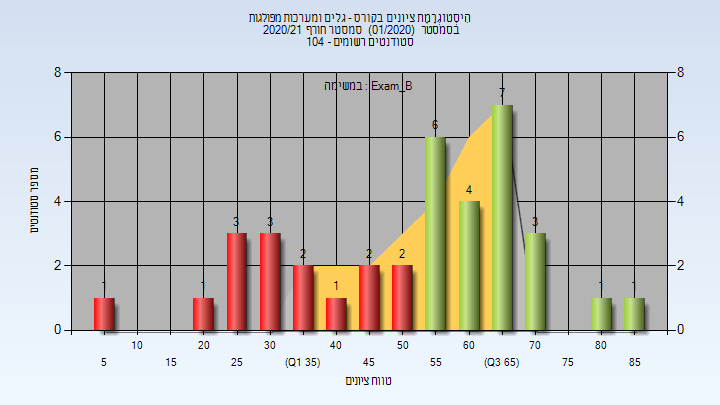 היסטוגרמת ציונים בקורס - גלים ומערכות מפולגות
בסמסטר (01/2020) סמסטר חורף 2020/21
סטודנטים רשומים - 104
במשימה : Exam_B
8 8
6 6
4 4
2 2
0 0
מספר סטודנטים
1 1 3 3 2 1 2 2 6 4 7 3 1 1
10 20 30 40 50 60 70 80
5 15 25 (Q1 35) 45 55 (Q3 65) 75 85
טווח ציונים